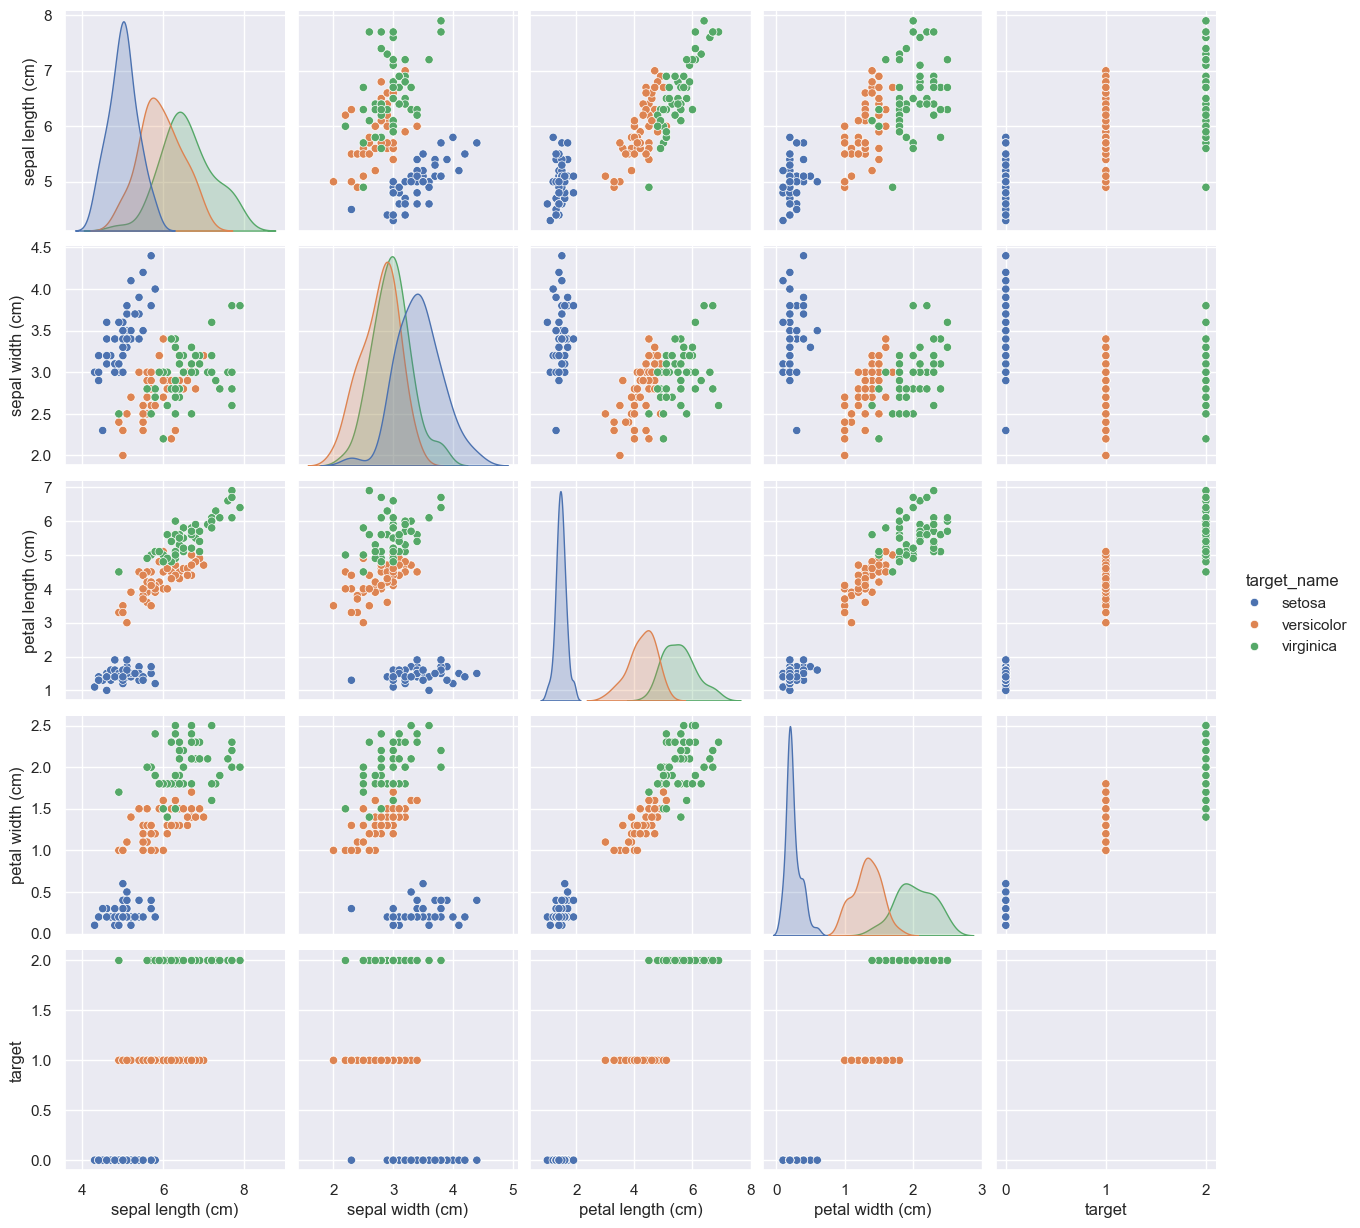 8
7
6
5
sepal length (cm)
4.5
4.0
3.5
3.0
2.5
2.0
sepal width (cm)
7
6
5
4
3
2
1
petal length (cm)
target_name
setosa
versicolor
virginica
2.5
2.0
1.5
1.0
0.5
0.0
petal width (cm)
2.0
1.5
1.0
0.5
0.0
target
4 6 8
sepal length (cm)
2 3 4 5
sepal width (cm)
2 4 6 8
petal length (cm)
0 1 2 3
petal width (cm)
0 1 2
target